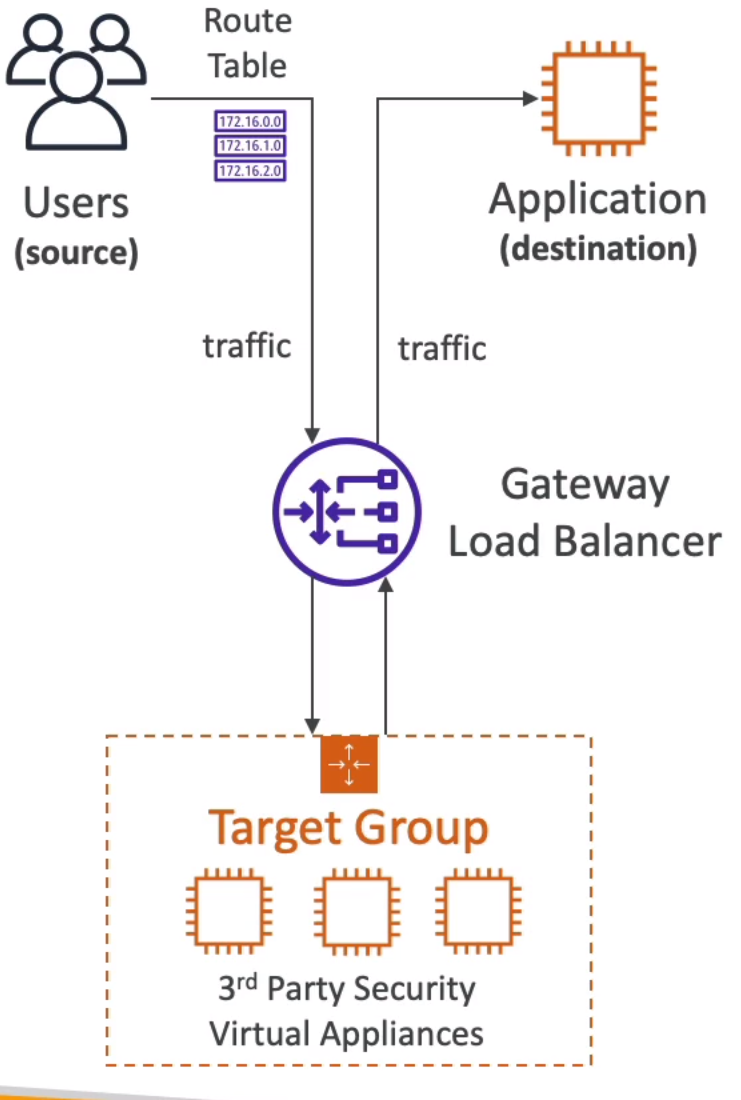 Route
Table
172.16.0.0
172.16.1.0
172.16.2.0
Users
(source)
Application
(destination)
traffic
traffic
Gateway
Load Balancer
Target Group
3rd Party Security
Virtual Appliances